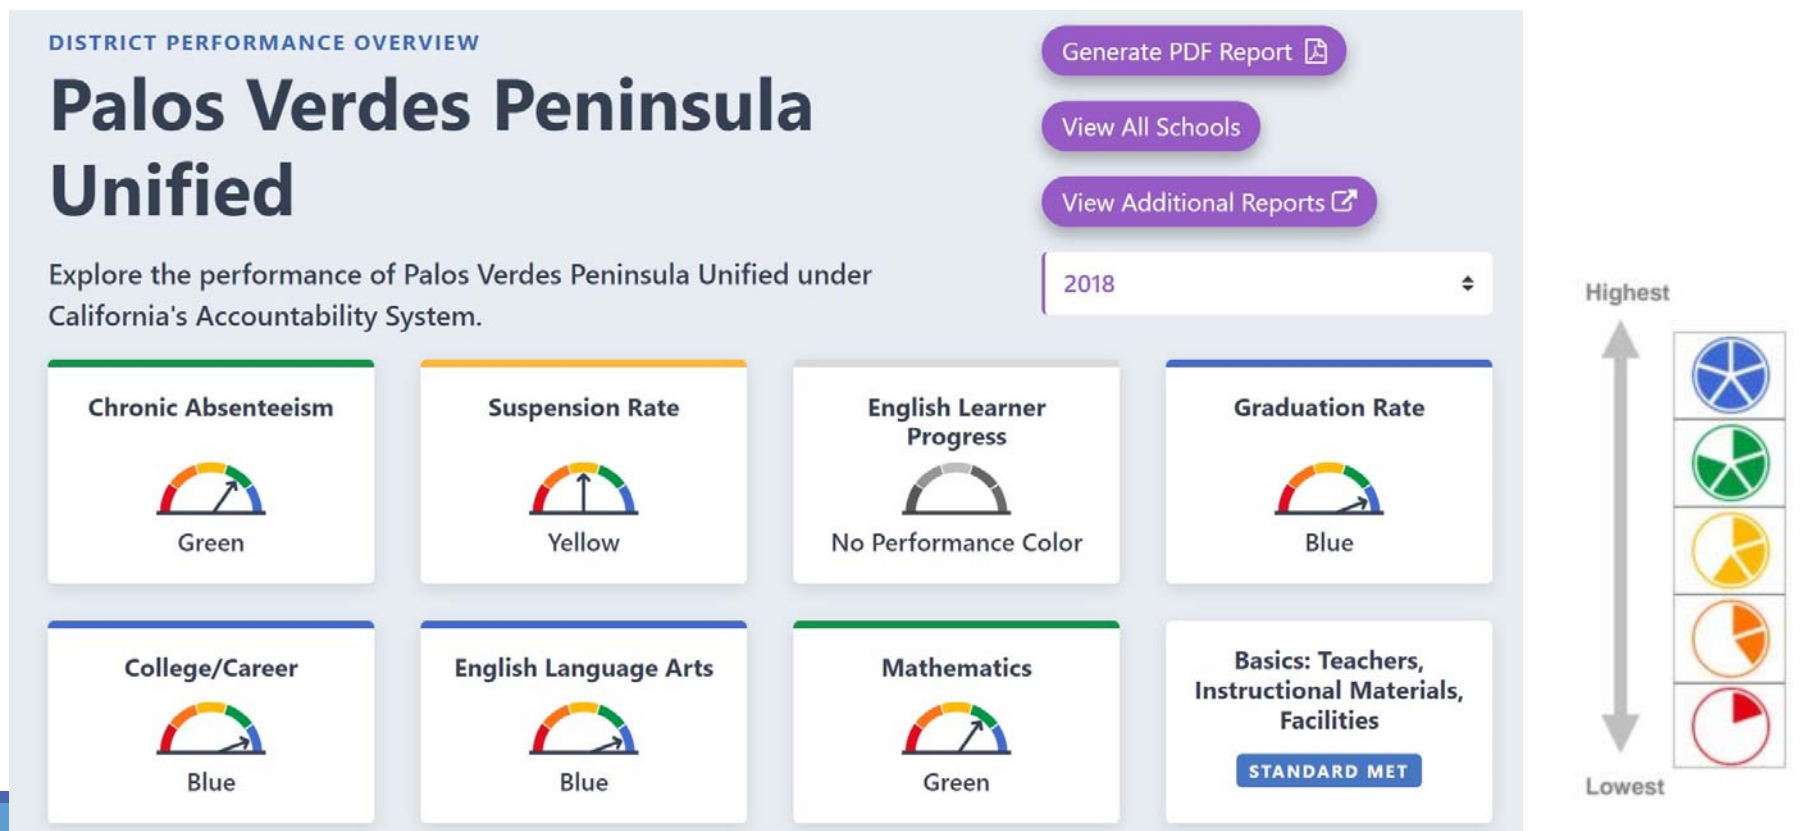 DISTRICT PERFORMANCE OVERVIEW
Palos Verdes Peninsula
Unified
Explore the performance of Palos Verdes Peninsula Unified under
California's Accountability System.
Generate PDF Report
View All Schools
View Additional Reports
2018
Chronic Absenteeism
Green
Suspension Rate
Yellow
English Learner
Progress
No Performance Color
Graduation Rate
Blue
College/Career
Blue
English Language Arts
Blue
Mathematics
Green
Basics: Teachers,
Instructional Materials,
Facilities
STANDARD MET
Highest
Lowest